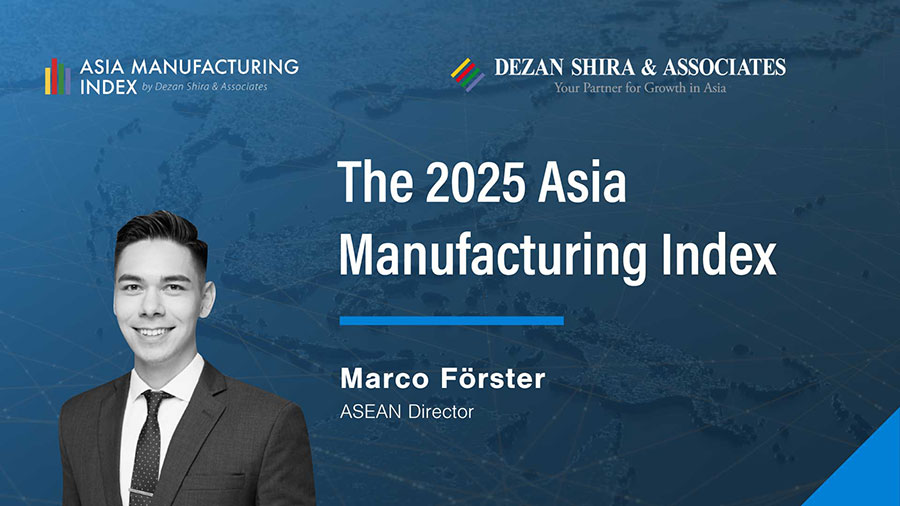 ASIA MANUFACTURING
INDEX by Dezan Shira & Associates
DEZAN SHIRA & ASSOCIATES
Your Partner for Growth in Asia
The 2025 Asia
Manufacturing Index
Marco Förster
ASEAN Director